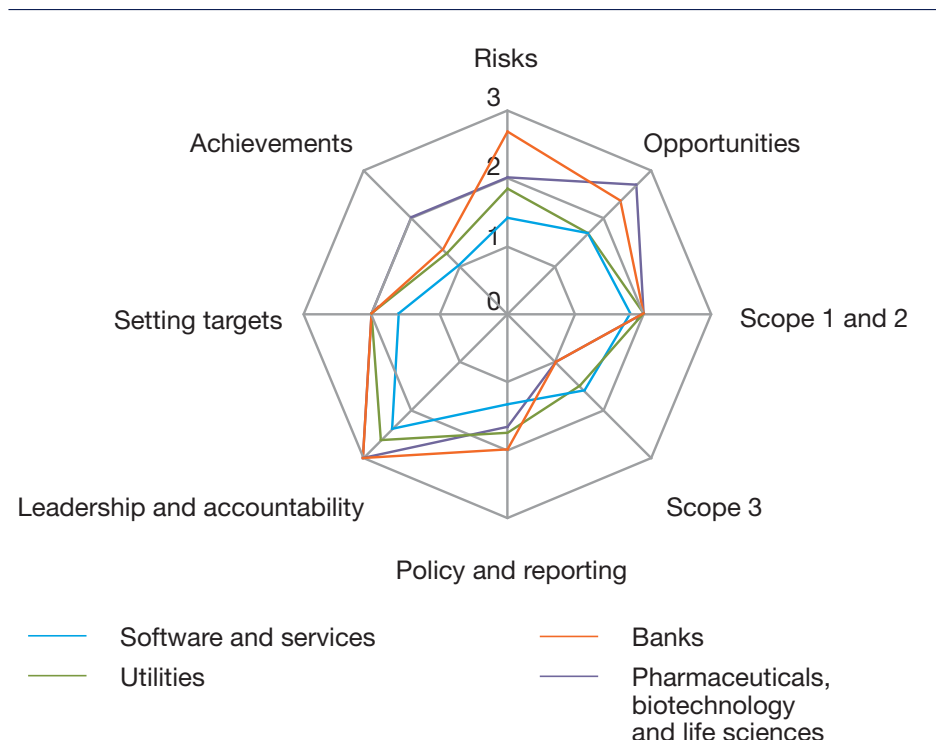 Risks
3
Achievements
Opportunities
2
1
0
Setting targets
Scope 1 and 2
Leadership and accountability
Scope 3
Policy and reporting
Software and services
Banks
Utilities
Pharmaceuticals,
biotechnology
and life sciences